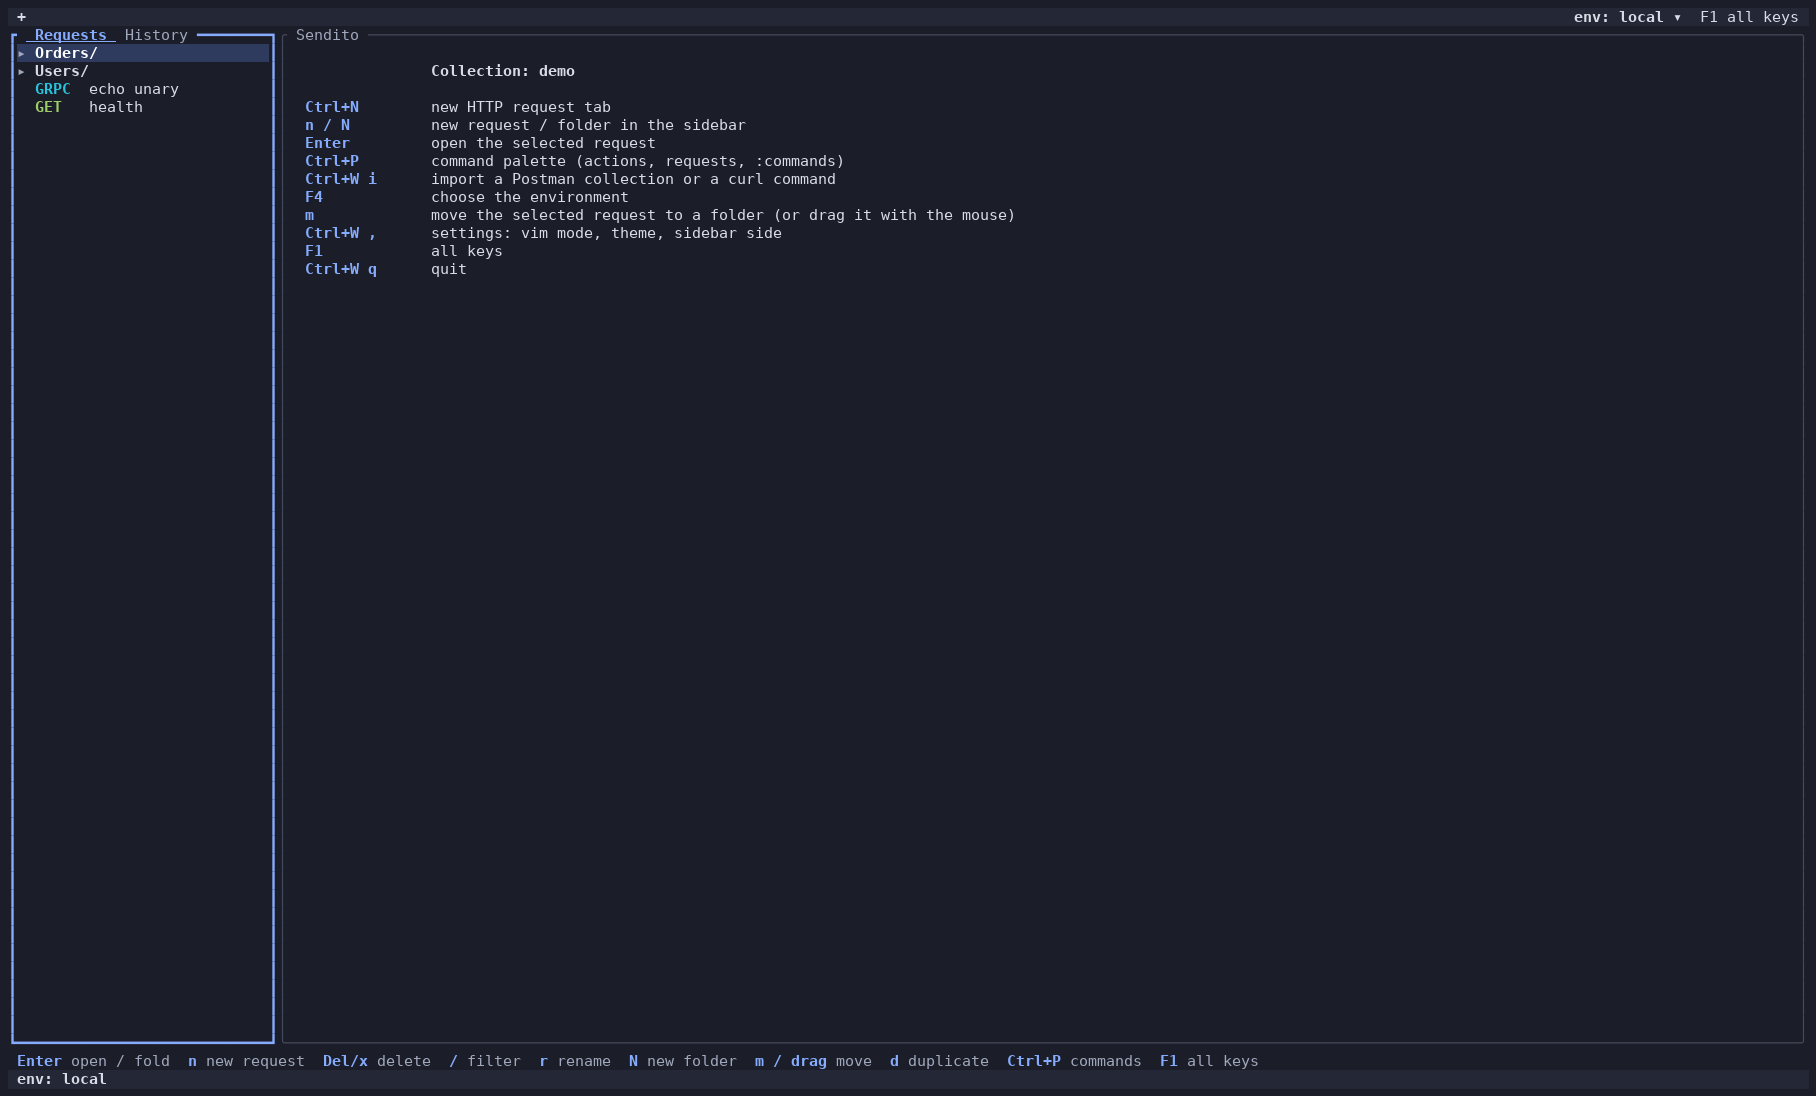 + env: local ▾ F1 all keys
Requests History Sendito
▸ Orders/
▸ Users/
GRPC echo unary
GET health
Collection: demo
Ctrl+N new HTTP request tab
n / N new request / folder in the sidebar
Enter open the selected request
Ctrl+P command palette (actions, requests, :commands)
Ctrl+W i import a Postman collection or a curl command
F4 choose the environment
m move the selected request to a folder (or drag it with the mouse)
Ctrl+W , settings: vim mode, theme, sidebar side
F1 all keys
Ctrl+W q quit
Enter open / fold n new request Del/x delete / filter r rename N new folder m / drag move d duplicate Ctrl+P commands F1 all keys
env: local